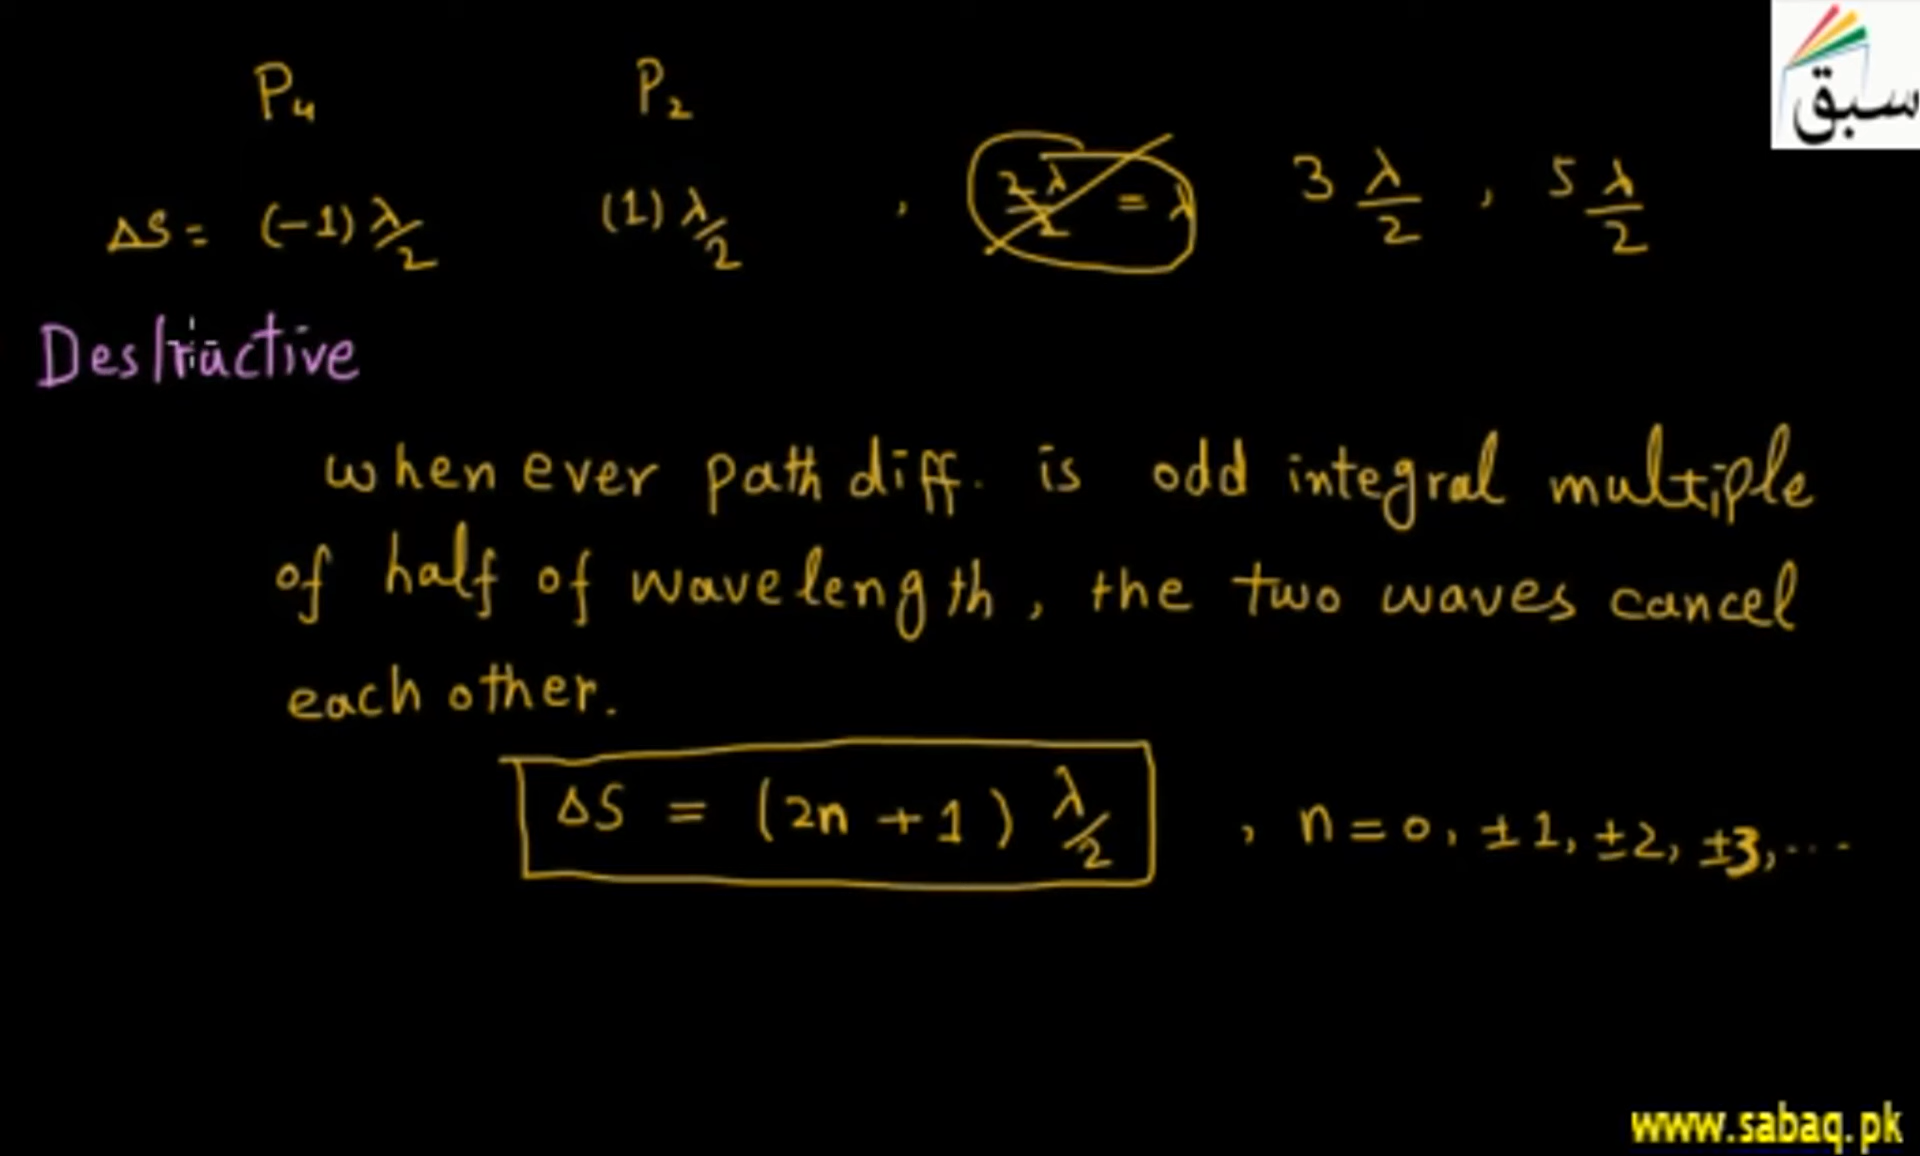 P₄ P₂
سبق
ΔS = (-1) λ/2 (1) λ/2 , 2λ/2 = λ 3 λ/2 , 5 λ/2
Destructive
when ever path diff. is odd integral multiple
of half of wavelength, the two waves cancel
each other.
ΔS = (2n + 1) λ/2 , n = 0, ±1, ±2, ±3, ...
www.sabaq.pk